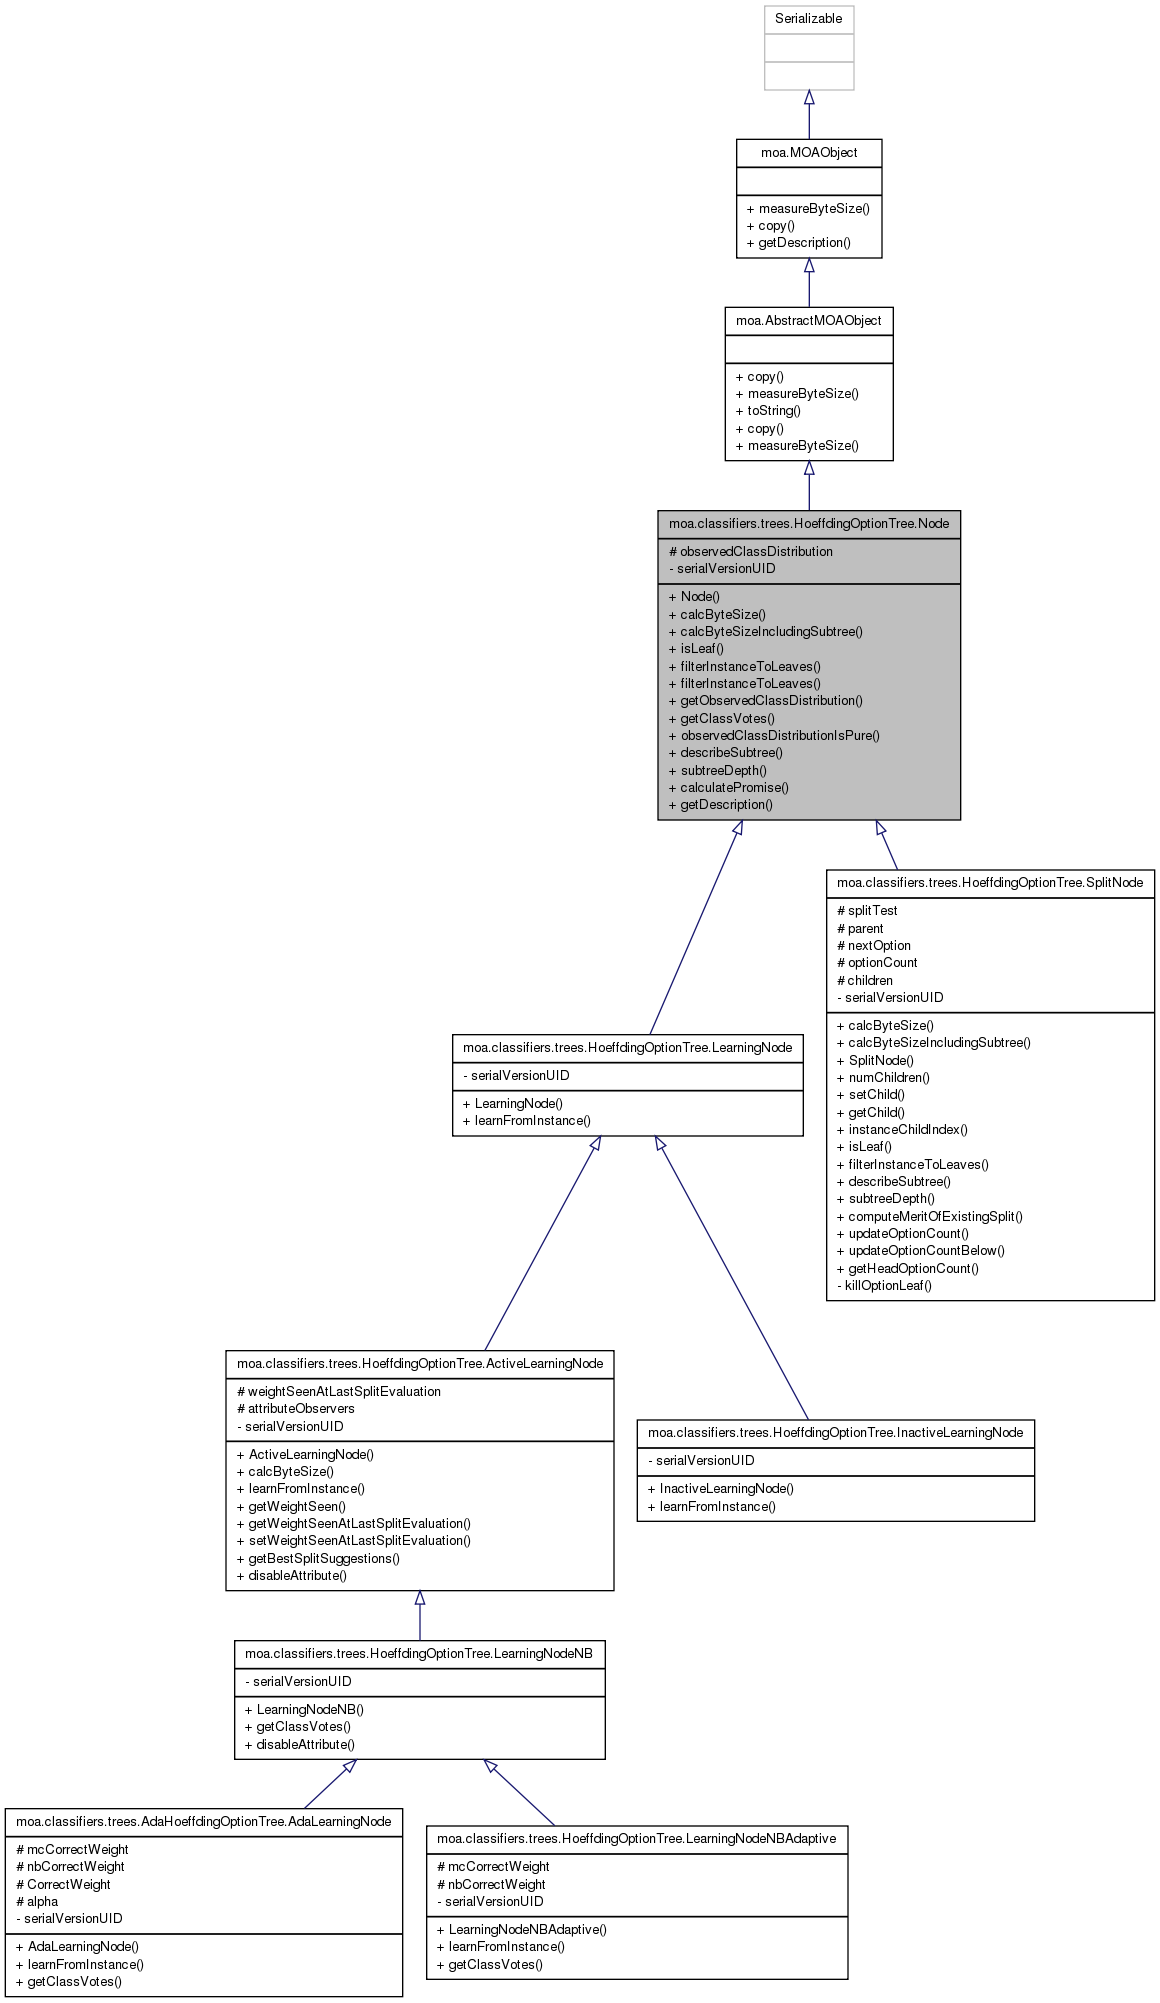 Serializable
moa.MOAObject
+ measureByteSize()
+ copy()
+ getDescription()
moa.AbstractMOAObject
+ copy()
+ measureByteSize()
+ toString()
+ copy()
+ measureByteSize()
moa.classifiers.trees.HoeffdingOptionTree.Node
# observedClassDistribution
- serialVersionUID
+ Node()
+ calcByteSize()
+ calcByteSizeIncludingSubtree()
+ isLeaf()
+ filterInstanceToLeaves()
+ filterInstanceToLeaves()
+ getObservedClassDistribution()
+ getClassVotes()
+ observedClassDistributionIsPure()
+ describeSubtree()
+ subtreeDepth()
+ calculatePromise()
+ getDescription()
moa.classifiers.trees.HoeffdingOptionTree.SplitNode
# splitTest
# parent
# nextOption
# optionCount
# children
- serialVersionUID
+ calcByteSize()
+ calcByteSizeIncludingSubtree()
+ SplitNode()
+ numChildren()
+ setChild()
+ getChild()
+ instanceChildIndex()
+ isLeaf()
+ filterInstanceToLeaves()
+ describeSubtree()
+ subtreeDepth()
+ computeMeritOfExistingSplit()
+ updateOptionCount()
+ updateOptionCountBelow()
+ getHeadOptionCount()
- killOptionLeaf()
moa.classifiers.trees.HoeffdingOptionTree.LearningNode
- serialVersionUID
+ LearningNode()
+ learnFromInstance()
moa.classifiers.trees.HoeffdingOptionTree.ActiveLearningNode
# weightSeenAtLastSplitEvaluation
# attributeObservers
- serialVersionUID
+ ActiveLearningNode()
+ calcByteSize()
+ learnFromInstance()
+ getWeightSeen()
+ getWeightSeenAtLastSplitEvaluation()
+ setWeightSeenAtLastSplitEvaluation()
+ getBestSplitSuggestions()
+ disableAttribute()
moa.classifiers.trees.HoeffdingOptionTree.InactiveLearningNode
- serialVersionUID
+ InactiveLearningNode()
+ learnFromInstance()
moa.classifiers.trees.HoeffdingOptionTree.LearningNodeNB
- serialVersionUID
+ LearningNodeNB()
+ getClassVotes()
+ disableAttribute()
moa.classifiers.trees.AdaHoeffdingOptionTree.AdaLearningNode
# mcCorrectWeight
# nbCorrectWeight
# CorrectWeight
# alpha
- serialVersionUID
+ AdaLearningNode()
+ learnFromInstance()
+ getClassVotes()
moa.classifiers.trees.HoeffdingOptionTree.LearningNodeNBAdaptive
# mcCorrectWeight
# nbCorrectWeight
- serialVersionUID
+ LearningNodeNBAdaptive()
+ learnFromInstance()
+ getClassVotes()